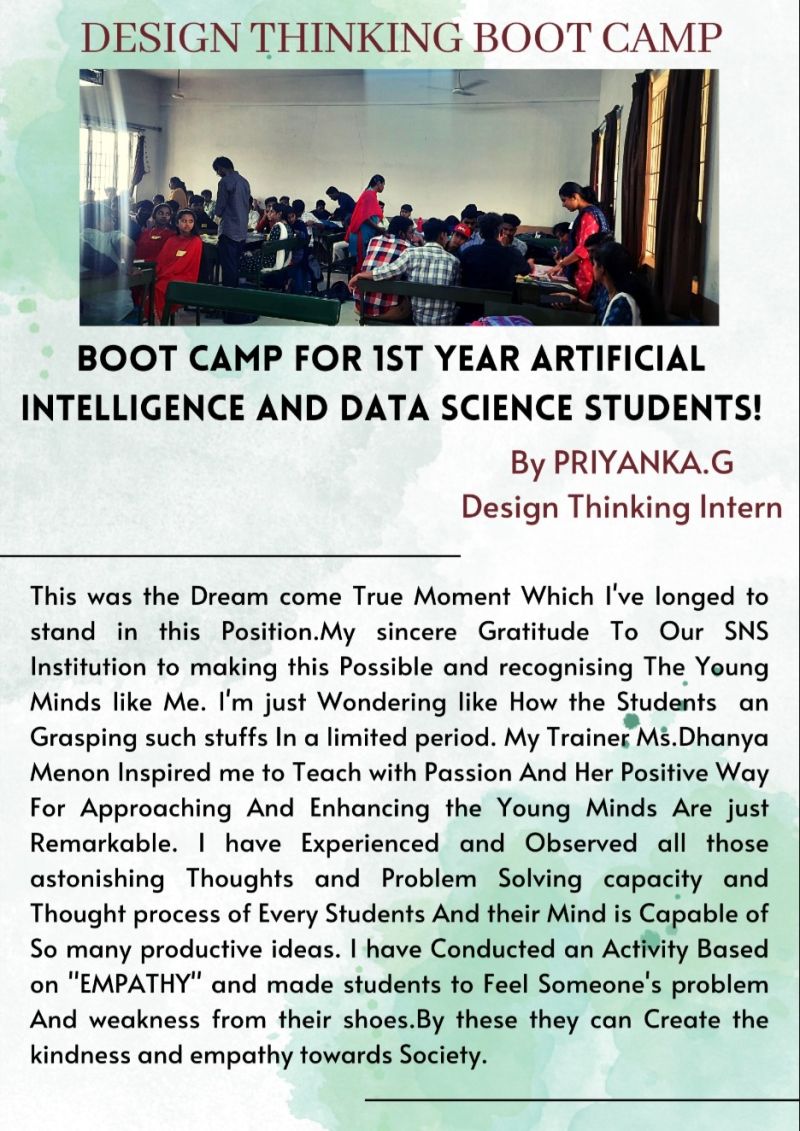 DESIGN THINKING BOOT CAMP
BOOT CAMP FOR 1ST YEAR ARTIFICIAL
INTELLIGENCE AND DATA SCIENCE STUDENTS!
By PRIYANKA.G
Design Thinking Intern
This was the Dream come True Moment Which I've longed to
stand in this Position.My sincere Gratitude To Our SNS
Institution to making this Possible and recognising The Young
Minds like Me. I'm just Wondering like How the Students an
Grasping such stuffs In a limited period. My Trainer Ms.Dhanya
Menon Inspired me to Teach with Passion And Her Positive Way
For Approaching And Enhancing the Young Minds Are just
Remarkable. I have Experienced and Observed all those
astonishing Thoughts and Problem Solving capacity and
Thought process of Every Students And their Mind is Capable of
So many productive ideas. I have Conducted an Activity Based
on "EMPATHY" and made students to Feel Someone's problem
And weakness from their shoes.By these they can Create the
kindness and empathy towards Society.